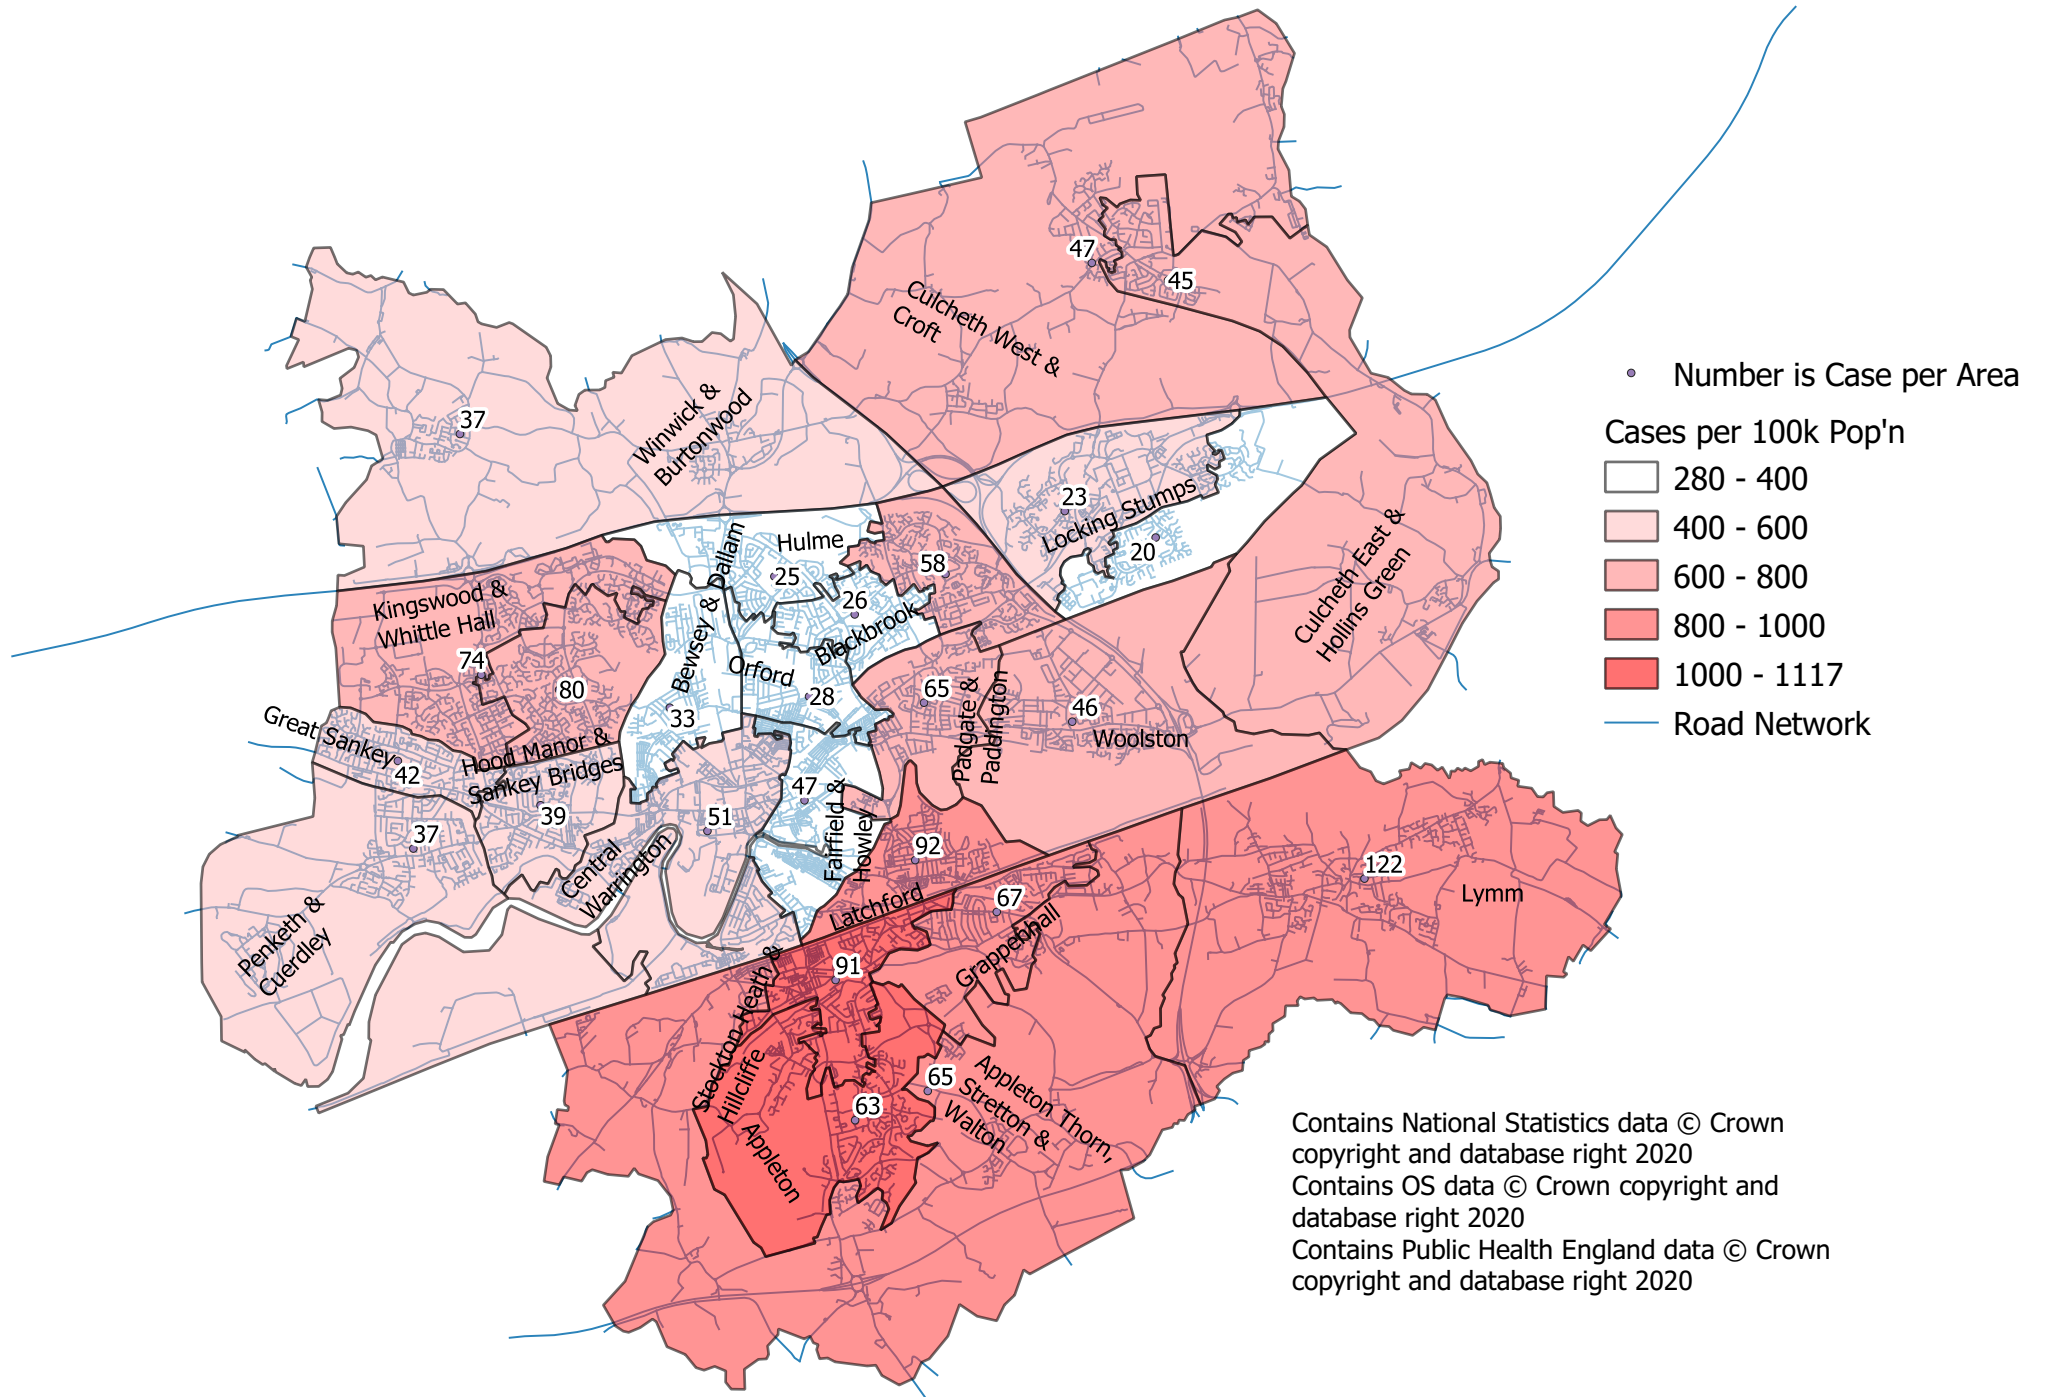 47
45
Culcheth West &
Croft
37
Winwick &
Burtonwood
23
Locking Stumps
20
Hulme
25
58
26
Blackbrook
Bewsey & Dallam
33
Orford
28
Kingswood &
Whittle Hall
74
80
Great Sankey
42
Hood Manor &
Sankey Bridges
39
37
Penketh &
Cuerdley
51
Central
Warrington
47
Fairfield &
Howley
65
Padgate &
Paddington
46
Woolston
Culcheth East &
Hollins Green
92
Latchford
67
Grappenhall
122
Lymm
91
Stockton Heath &
Hillcliffe
63
Appleton
65
Appleton Thorn,
Stretton &
Walton
Number is Case per Area
Cases per 100k Pop'n
280 - 400
400 - 600
600 - 800
800 - 1000
1000 - 1117
Road Network
Contains National Statistics data © Crown
copyright and database right 2020
Contains OS data © Crown copyright and
database right 2020
Contains Public Health England data © Crown
copyright and database right 2020